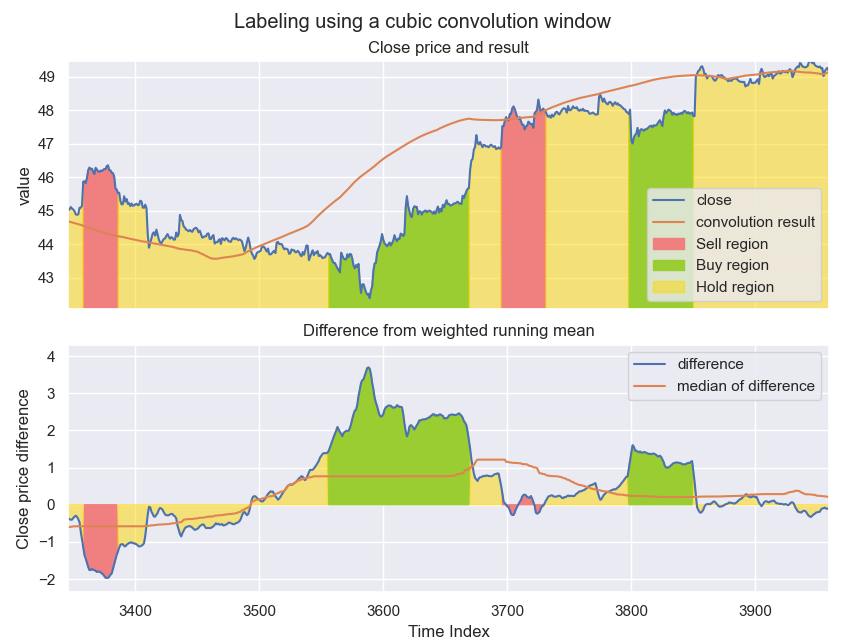 Labeling using a cubic convolution window
Close price and result
49
48
47
46
45
44
43
value
close
convolution result
Sell region
Buy region
Hold region
Difference from weighted running mean
4
3
2
1
0
−1
−2
Close price difference
difference
median of difference
3400 3500 3600 3700 3800 3900
Time Index